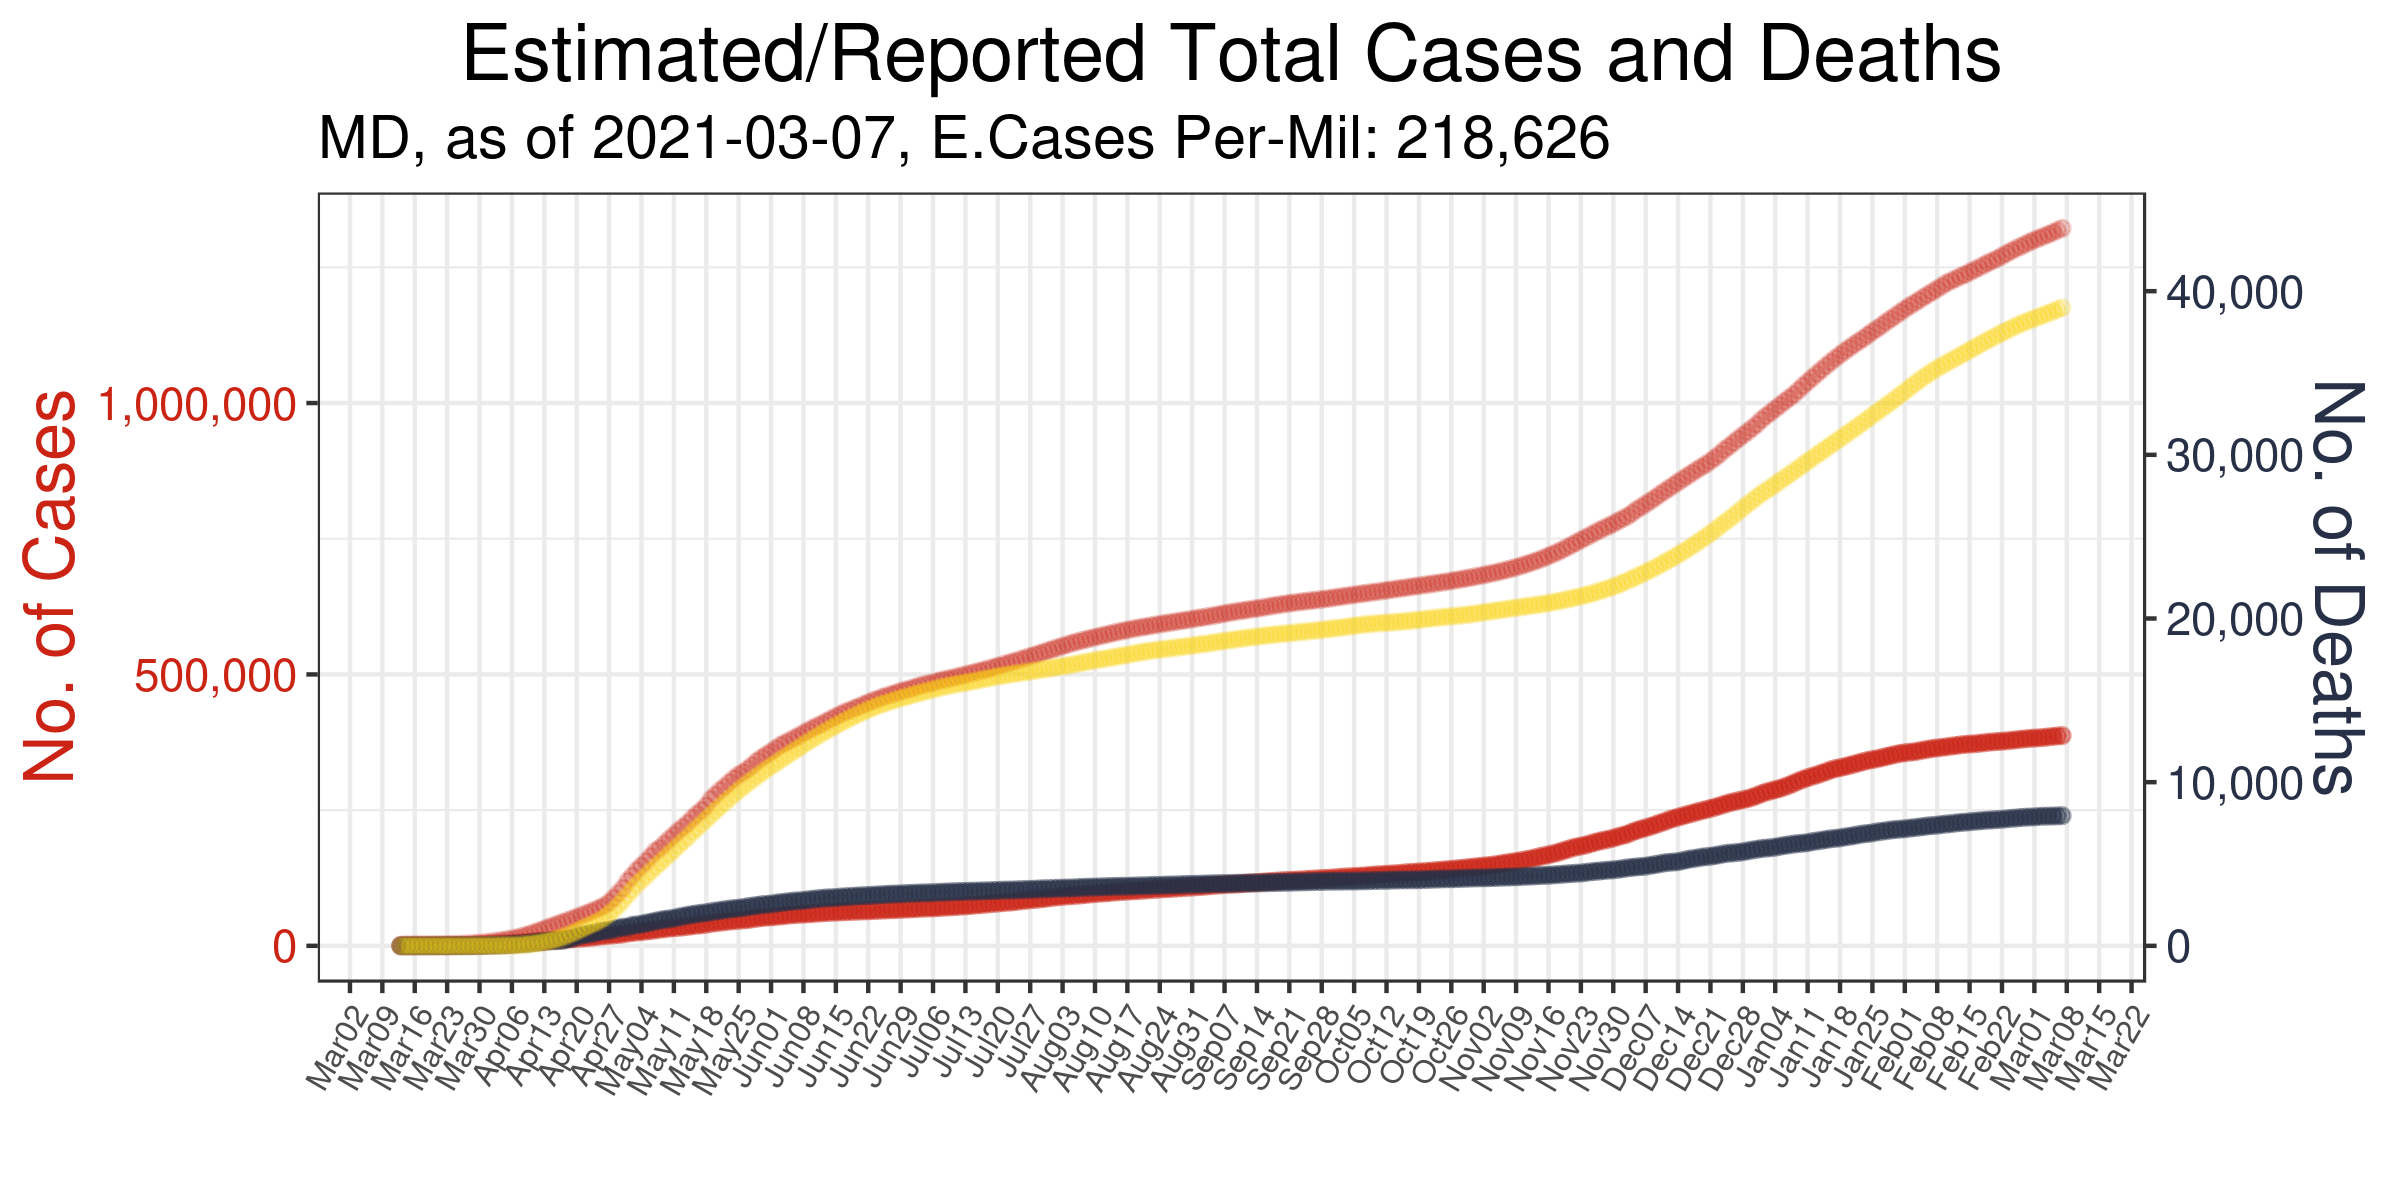 Estimated/Reported Total Cases and Deaths
MD, as of 2021-03-07, E.Cases Per-Mil: 218,626
No. of Cases
1,000,000
500,000
0
40,000
30,000
20,000
10,000
0
No. of Deaths
Mar02
Mar09
Mar16
Mar23
Mar30
Apr06
Apr13
Apr20
Apr27
May04
May11
May18
May25
Jun01
Jun08
Jun15
Jun22
Jun29
Jul06
Jul13
Jul20
Jul27
Aug03
Aug10
Aug17
Aug24
Aug31
Sep07
Sep14
Sep21
Sep28
Oct05
Oct12
Oct19
Oct26
Nov02
Nov09
Nov16
Nov23
Nov30
Dec07
Dec14
Dec21
Dec28
Jan04
Jan11
Jan18
Jan25
Feb01
Feb08
Feb15
Feb22
Mar01
Mar08
Mar15
Mar22